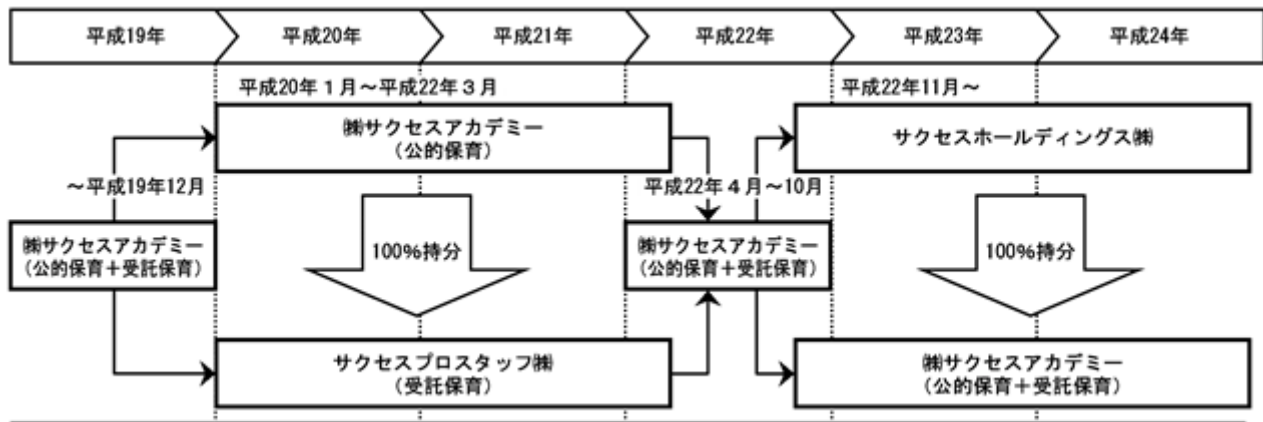 平成19年
平成20年
平成21年
平成22年
平成23年
平成24年
平成20年1月～平成22年3月
平成22年11月～
㈱サクセスアカデミー
（公的保育）
サクセスホールディングス㈱
～平成19年12月
平成22年4月～10月
㈱サクセスアカデミー
（公的保育＋受託保育）
100％持分
㈱サクセスアカデミー
（公的保育＋受託保育）
100％持分
サクセスプロスタッフ㈱
（受託保育）
㈱サクセスアカデミー
（公的保育＋受託保育）